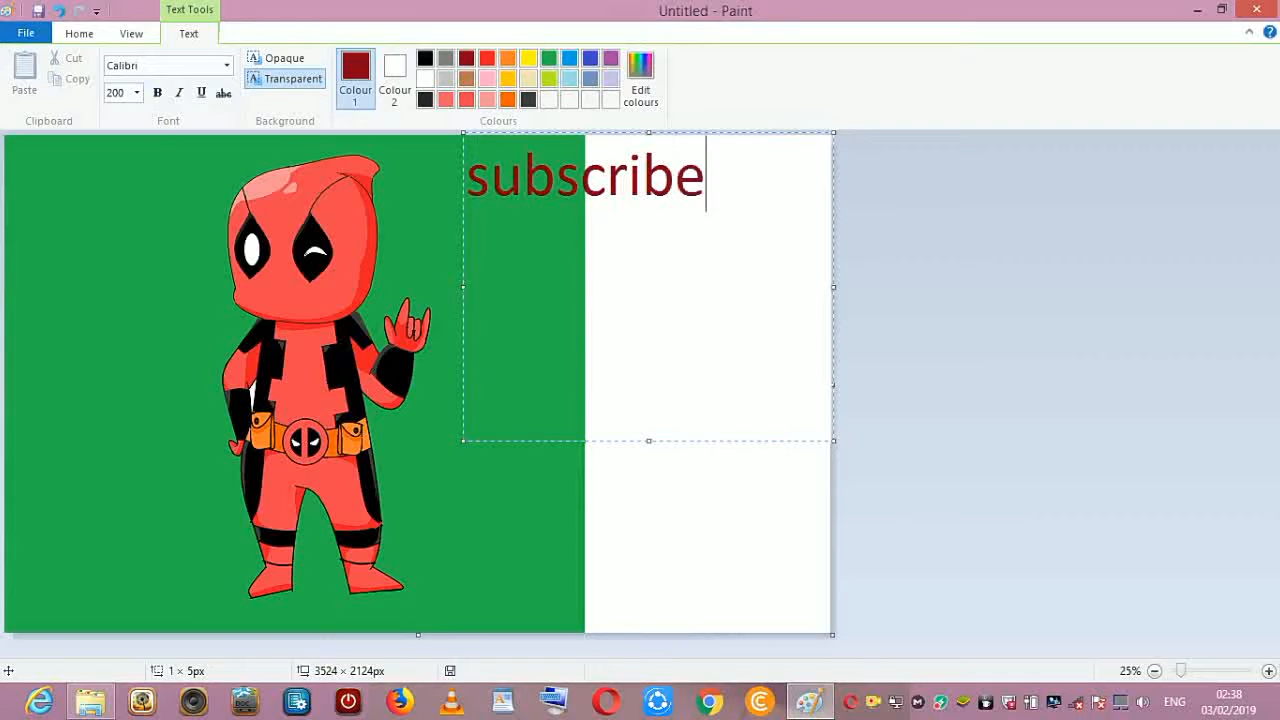 Text Tools
Untitled - Paint
File
Home
View
Text
Paste
Cut
Copy
Clipboard
Calibri
200
B I U abc
Font
Opaque
Transparent
Background
Colour 1
Colour 2
Edit colours
Colours
subscribe
1 × 5px
3524 × 2124px
25%
DOC
ENG
02:38
03/02/2019